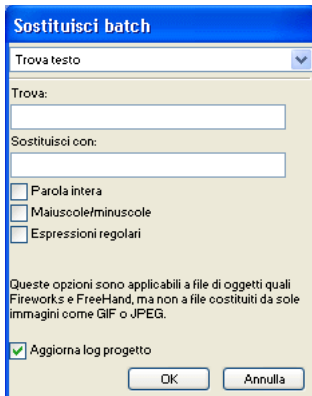 Sostituisci batch
Trova testo
Trova:
Sostituisci con:
Parola intera
Maiuscole/minuscole
Espressioni regolari
Queste opzioni sono applicabili a file di oggetti quali
Fireworks e FreeHand, ma non a file costituiti da sole
immagini come GIF o JPEG.
Aggiorna log progetto
OK Annulla